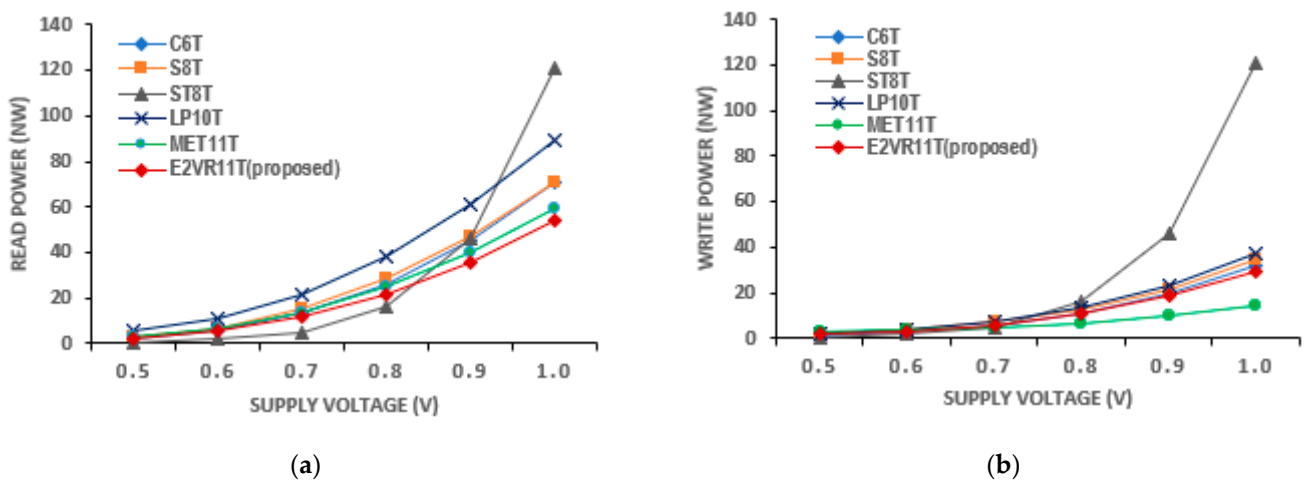 140
120
100
80
60
40
20
0
READ POWER (NW)
C6T
S8T
ST8T
LP10T
MET11T
E2VR11T(proposed)
0.5 0.6 0.7 0.8 0.9 1.0
SUPPLY VOLTAGE (V)
(a)
140
120
100
80
60
40
20
0
WRITE POWER (NW)
C6T
S8T
ST8T
LP10T
MET11T
E2VR11T(proposed)
0.5 0.6 0.7 0.8 0.9 1.0
SUPPLY VOLTAGE (V)
(b)